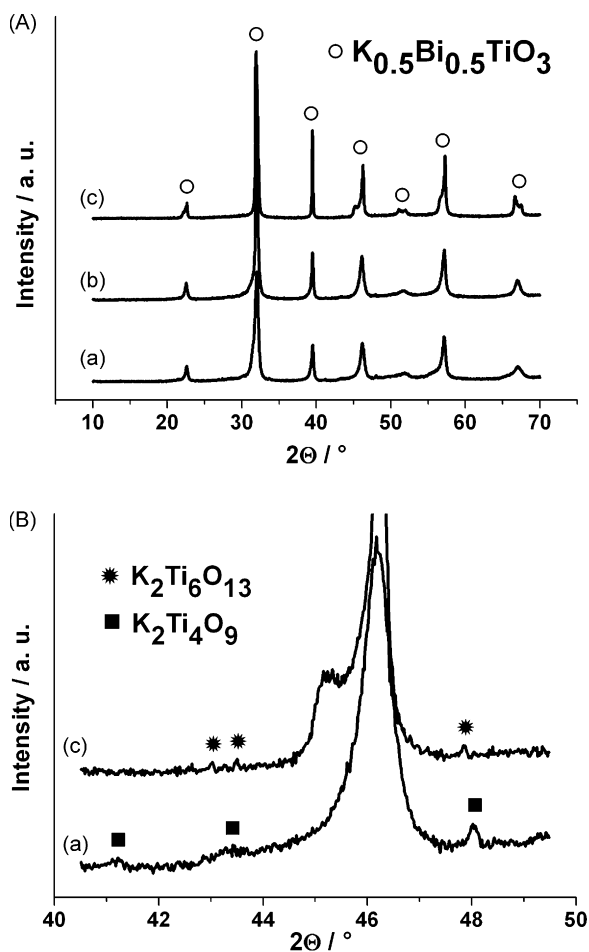 (A)
K0.5Bi0.5TiO3
(c)
(b)
(a)
Intensity / a. u.
10 20 30 40 50 60 70
2Θ / °
(B)
K2Ti6O13
K2Ti4O9
(c)
(a)
Intensity / a. u.
40 42 44 46 48 50
2Θ / °